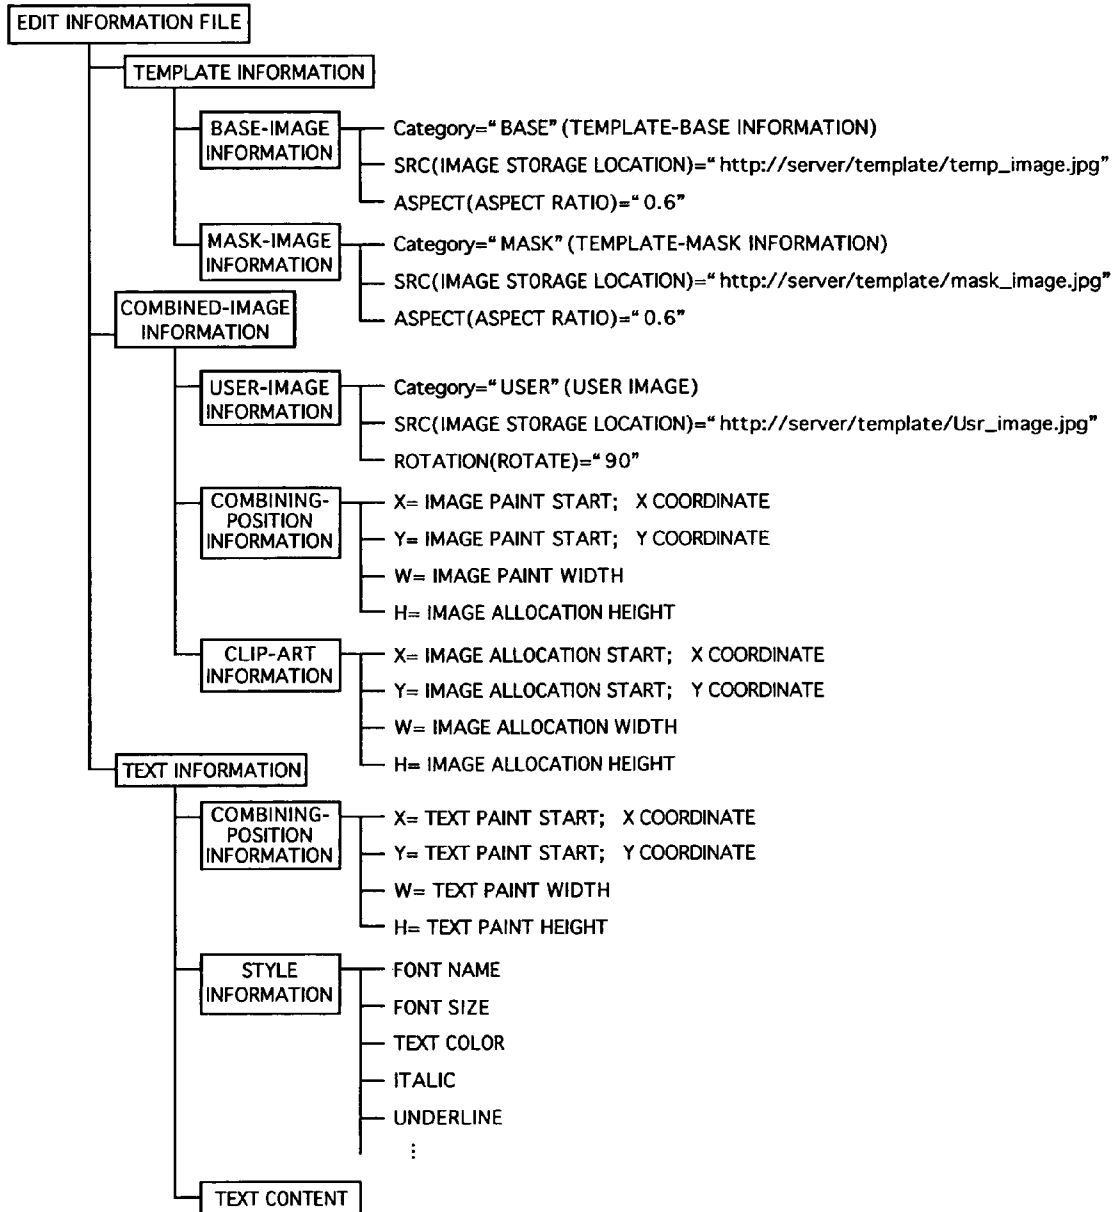 EDIT INFORMATION FILE
TEMPLATE INFORMATION
BASE-IMAGE
INFORMATION
Category="BASE" (TEMPLATE-BASE INFORMATION)
SRC(IMAGE STORAGE LOCATION)="http://server/template/temp_image.jpg"
ASPECT(ASPECT RATIO)="0.6"
MASK-IMAGE
INFORMATION
Category="MASK" (TEMPLATE-MASK INFORMATION)
SRC(IMAGE STORAGE LOCATION)="http://server/template/mask_image.jpg"
ASPECT(ASPECT RATIO)="0.6"
COMBINED-IMAGE
INFORMATION
USER-IMAGE
INFORMATION
Category="USER" (USER IMAGE)
SRC(IMAGE STORAGE LOCATION)="http://server/template/Usr_image.jpg"
ROTATION(ROTATE)="90"
COMBINING-
POSITION
INFORMATION
X= IMAGE PAINT START; X COORDINATE
Y= IMAGE PAINT START; Y COORDINATE
W= IMAGE PAINT WIDTH
H= IMAGE ALLOCATION HEIGHT
CLIP-ART
INFORMATION
X= IMAGE ALLOCATION START; X COORDINATE
Y= IMAGE ALLOCATION START; Y COORDINATE
W= IMAGE ALLOCATION WIDTH
H= IMAGE ALLOCATION HEIGHT
TEXT INFORMATION
COMBINING-
POSITION
INFORMATION
X= TEXT PAINT START; X COORDINATE
Y= TEXT PAINT START; Y COORDINATE
W= TEXT PAINT WIDTH
H= TEXT PAINT HEIGHT
STYLE
INFORMATION
FONT NAME
FONT SIZE
TEXT COLOR
ITALIC
UNDERLINE
⋮
TEXT CONTENT